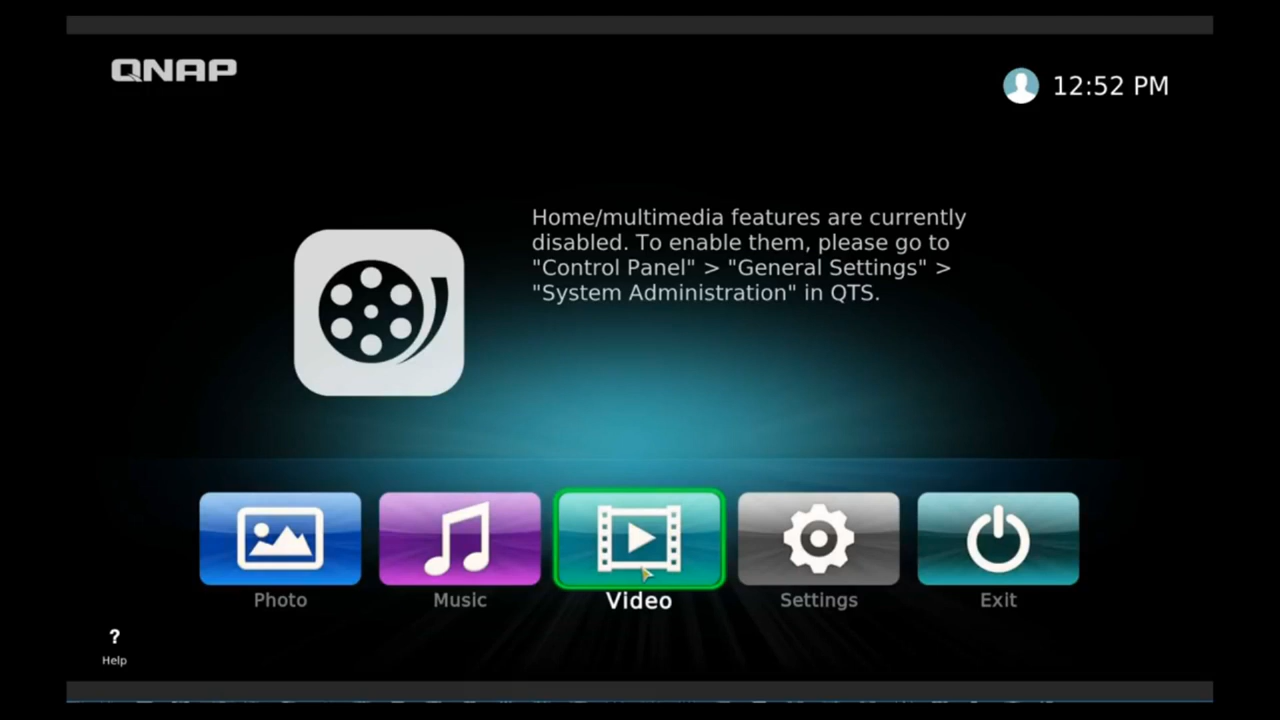 QNAP
12:52 PM
Home/multimedia features are currently
disabled. To enable them, please go to
"Control Panel" > "General Settings" >
"System Administration" in QTS.
Photo
Music
Video
Settings
Exit
?
Help